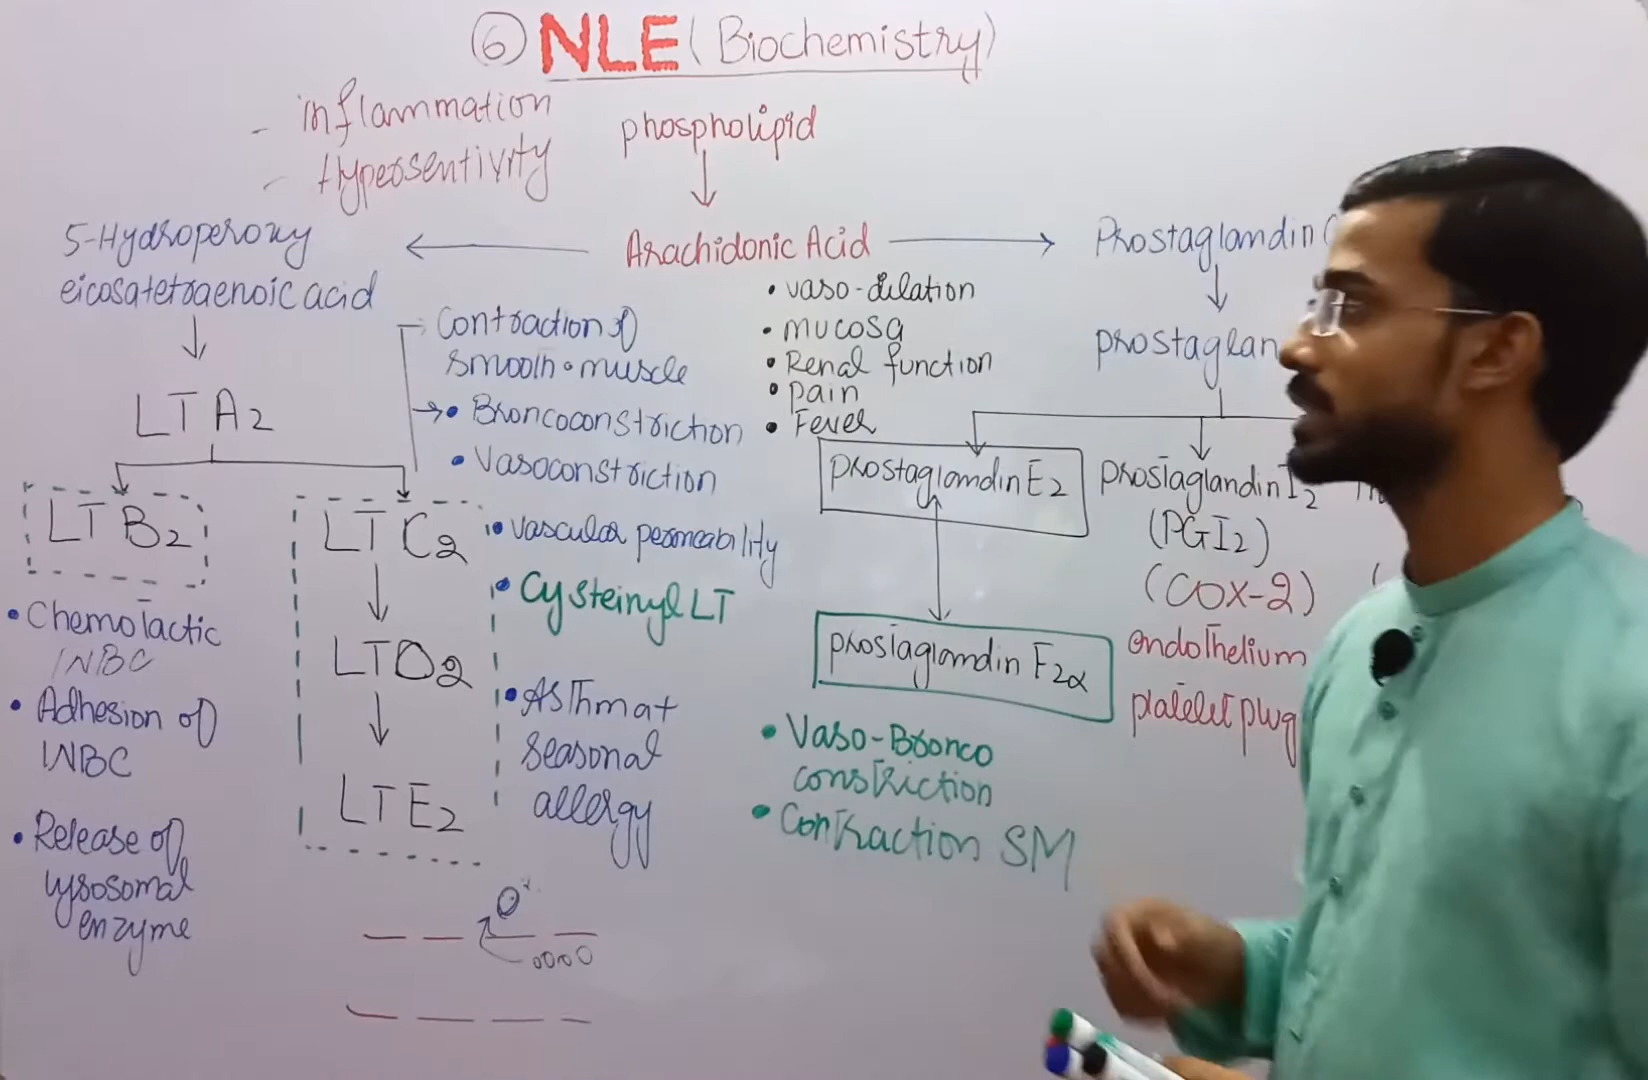 6 NLE (Biochemistry)
- inflammation
- Hypersentivity
phospholipid
5-Hydroperoxy
eicosatetraenoic acid
Arachidonic Acid
Prostaglandin
prostaglan
LTA2
LTB2
• Chemotactic
WBC
• Adhesion of
WBC
• Release of
lysosomal
enzyme
LTC2
LTD2
LTE2
- Contraction of
smooth muscle
• Broncoconstriction
• Vasoconstriction
• vascular permeability
• Cysteinyl LT
• Asthmat
seasonal
allergy
• vaso-dilation
• mucosa
• Renal function
• pain
• Fever
prostaglandin E2
prostaglandin F2α
• Vaso-Bronco
constriction
• Contraction SM
prostaglandin I2
(PGI2)
(COX-2)
endothelium
platelet plug